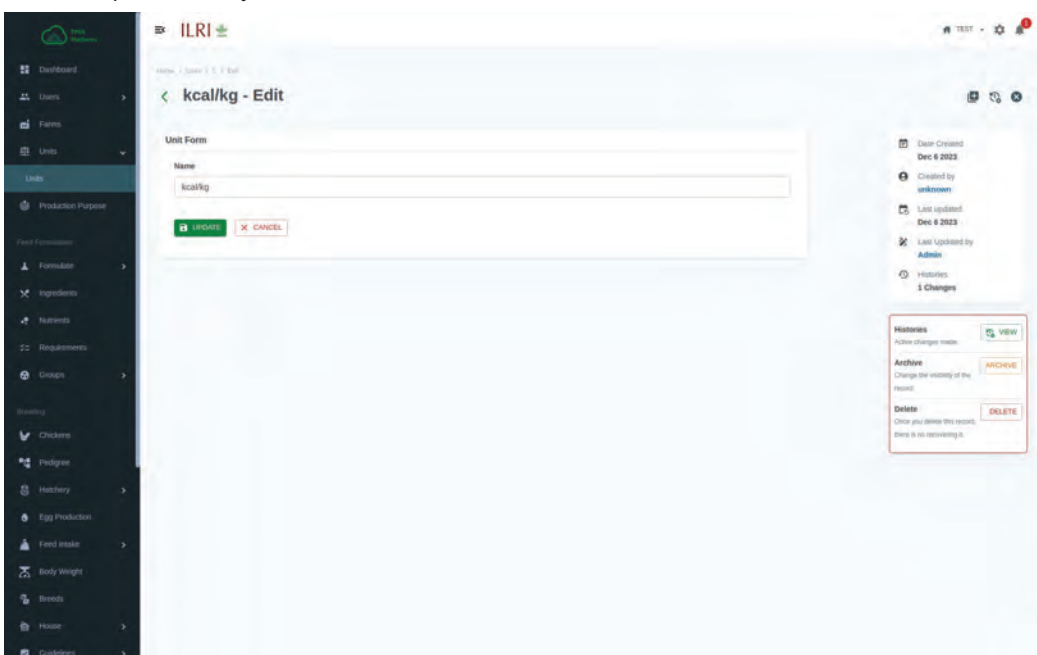 TPGS
Platforms
ILRI
TEST
1
Dashboard
Users
Farms
Units
Units
Production Purpose
Feed Formulation
Formulate
Ingredients
Nutrients
Requirements
Groups
Breeding
Chickens
Pedigree
Hatchery
Egg Production
Feed Intake
Body Weight
Breeds
House
Guidelines
kcal/kg - Edit
Unit Form
Name
kcal/kg
UPDATE
CANCEL
Date Created
Dec 6 2023
Created by
unknown
Last updated
Dec 6 2023
Last Updated by
Admin
Histories
1 Changes
Histories
VIEW
Active changes made.
Archive
ARCHIVE
Change the visibility of the
record.
Delete
DELETE
Once you delete this record,
there is no recovering it.